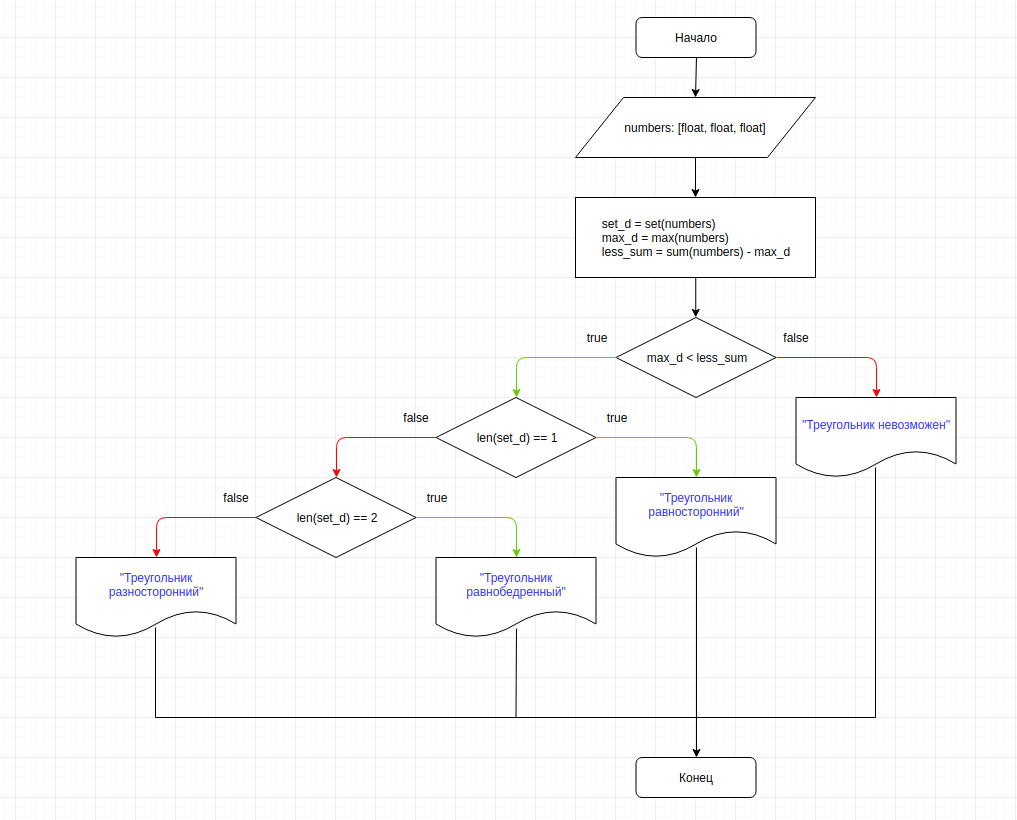 Начало
numbers: [float, float, float]
set_d = set(numbers)
max_d = max(numbers)
less_sum = sum(numbers) - max_d
true
false
max_d < less_sum
false
true
"Треугольник невозможен"
len(set_d) == 1
false
true
"Треугольник
равносторонний"
len(set_d) == 2
"Треугольник
разносторонний"
"Треугольник
равнобедренный"
Конец